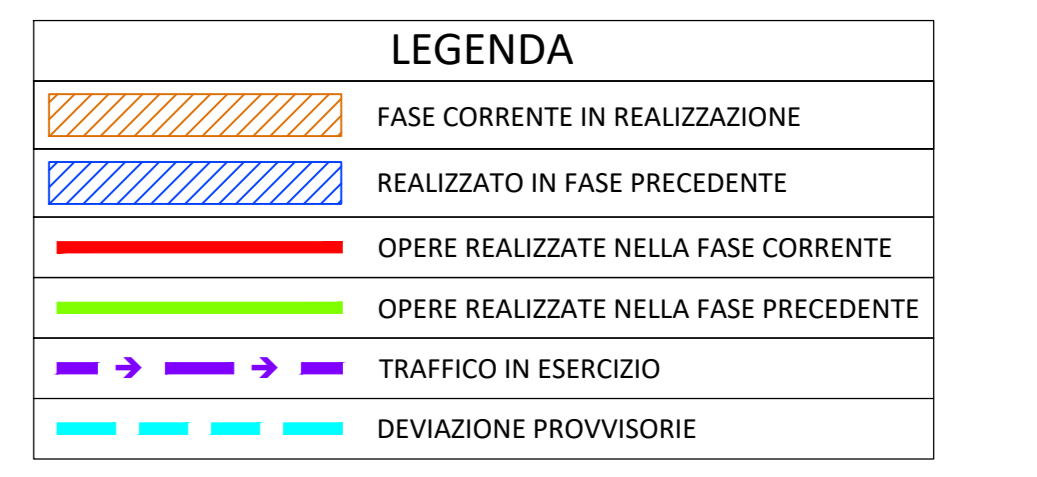 LEGENDA
FASE CORRENTE IN REALIZZAZIONE
REALIZZATO IN FASE PRECEDENTE
OPERE REALIZZATE NELLA FASE CORRENTE
OPERE REALIZZATE NELLA FASE PRECEDENTE
TRAFFICO IN ESERCIZIO
DEVIAZIONE PROVVISORIE